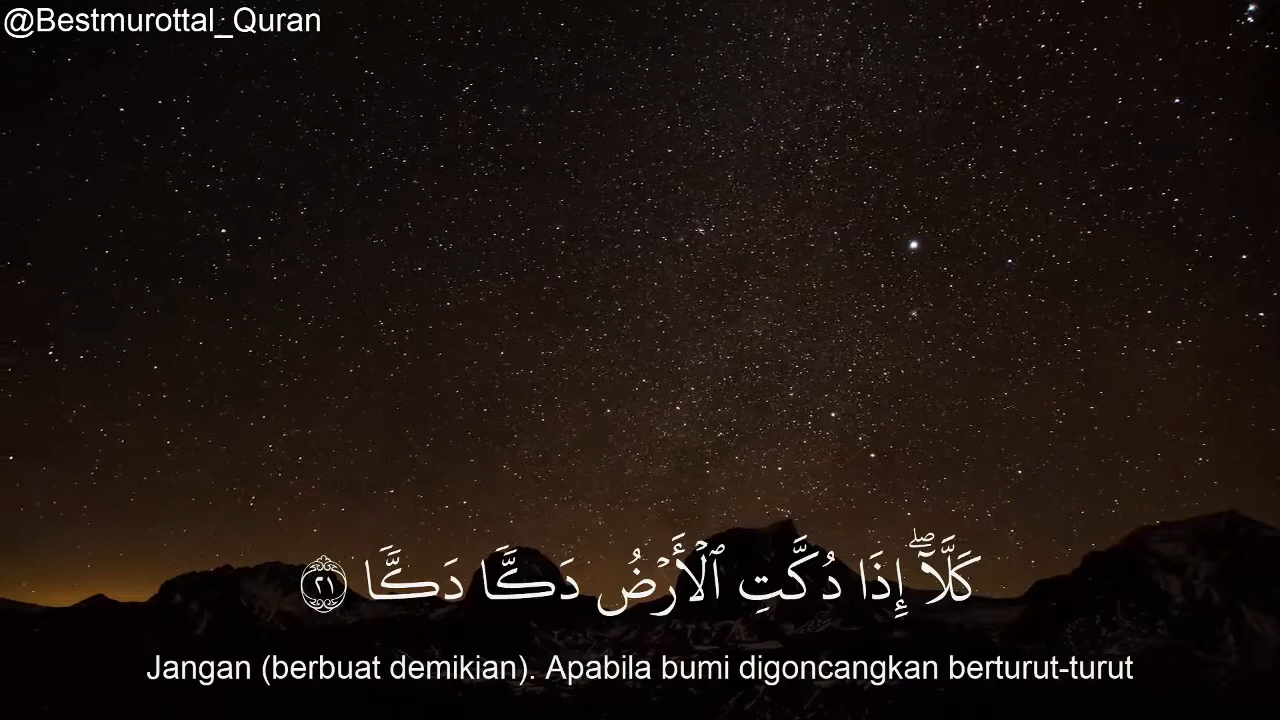 @Bestmurottal_Quran
كَلَّآ ۖ إِذَا دُكَّتِ ٱلْأَرْضُ دَكًّا دَكًّا ٢١
Jangan (berbuat demikian). Apabila bumi digoncangkan berturut-turut